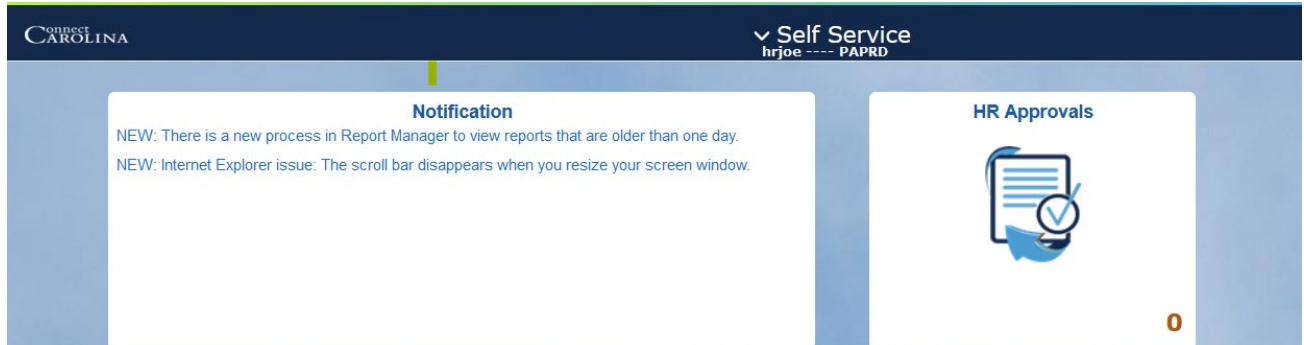 Connect
CAROLINA
Self Service
hrjoe ---- PAPRD
Notification
NEW: There is a new process in Report Manager to view reports that are older than one day.
NEW: Internet Explorer issue: The scroll bar disappears when you resize your screen window.
HR Approvals
0